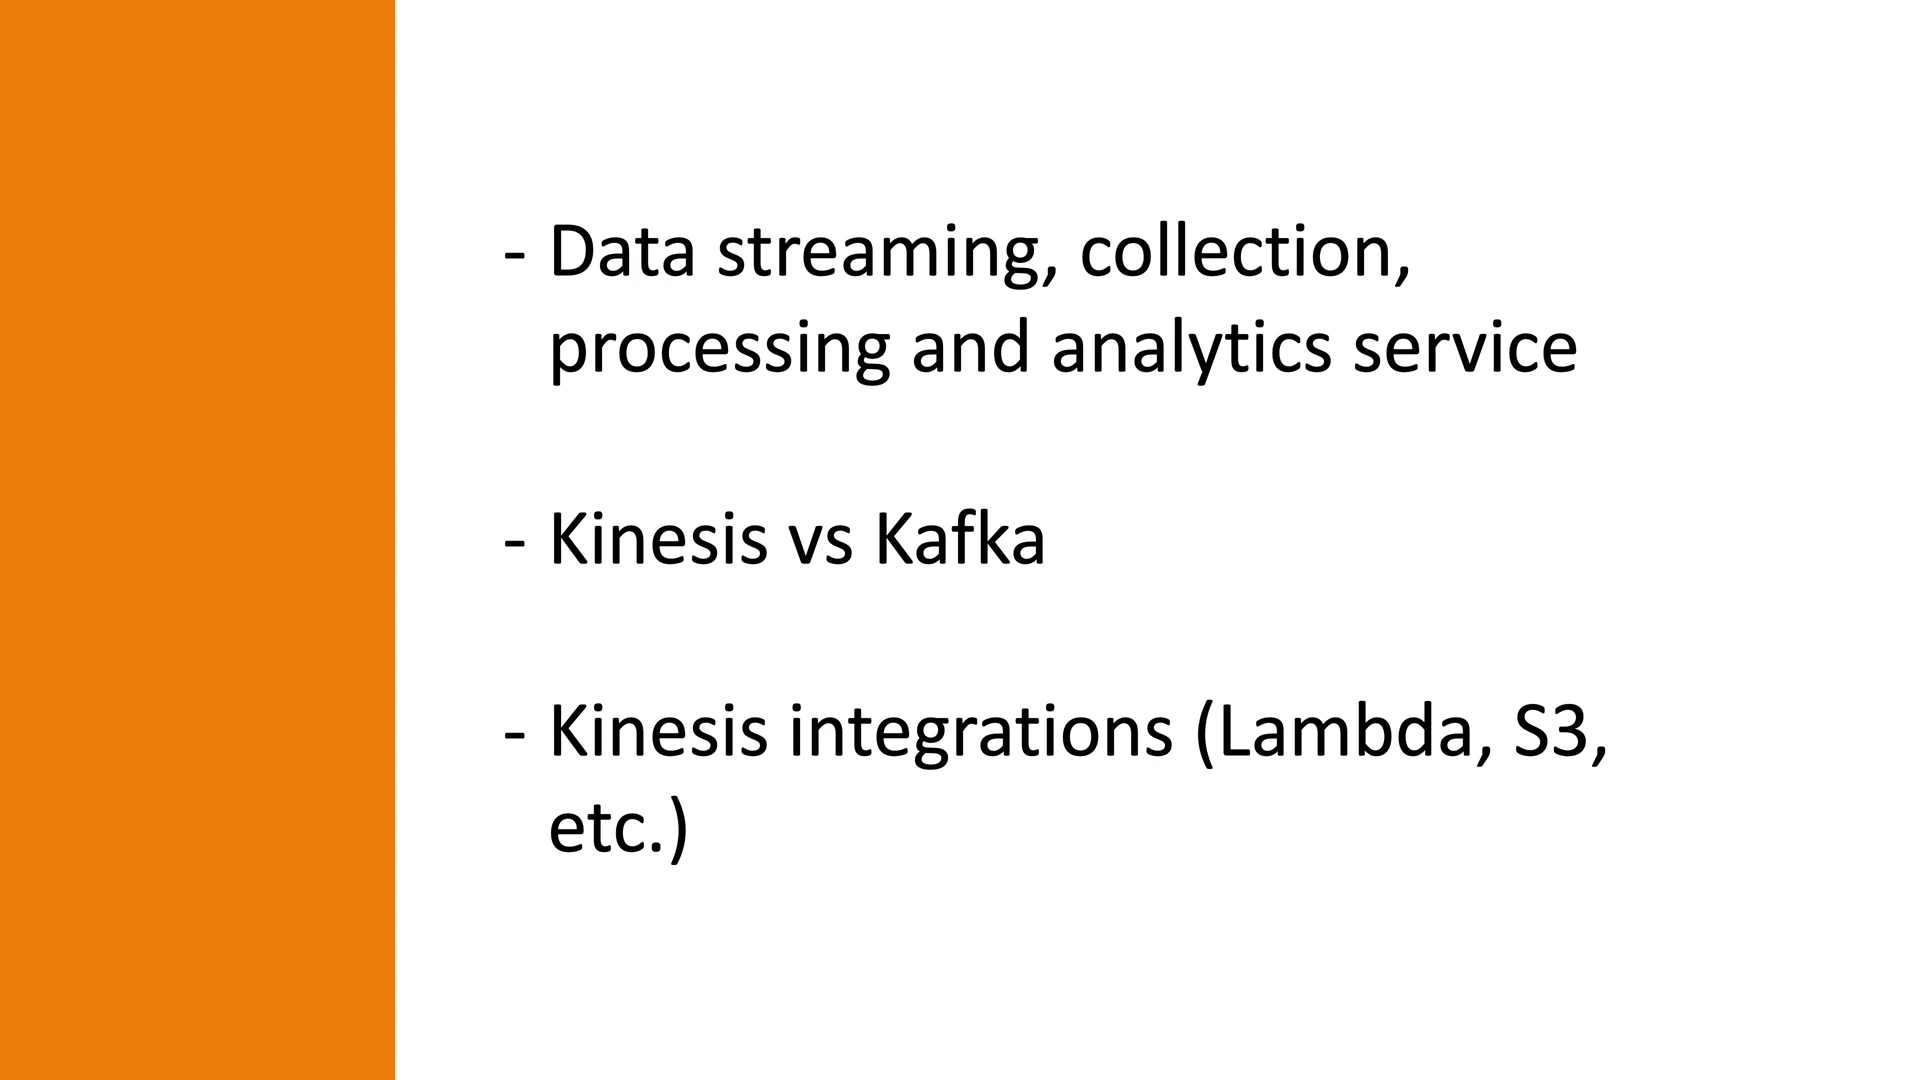 - Data streaming, collection,
processing and analytics service
- Kinesis vs Kafka
- Kinesis integrations (Lambda, S3,
etc.)